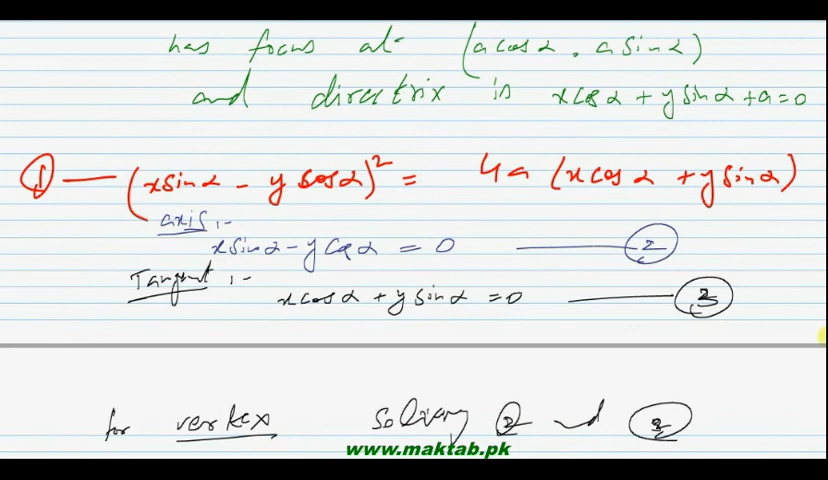 has focus at (a cos α , a sin α)
and directrix is x cos α + y sin α + a = 0
① — (x sin α - y cos α)² = 4a (x cos α + y sin α)
axis :-
x sin α - y cos α = 0 — ②
Tangent :-
x cos α + y sin α = 0 — ③
for vertex solving ② and ③
www.maktab.pk